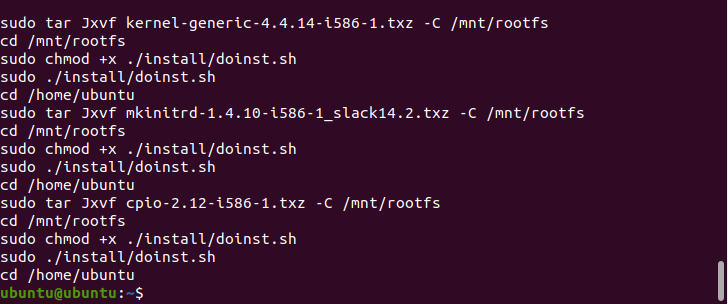 sudo tar Jxvf kernel-generic-4.4.14-i586-1.txz -C /mnt/rootfs
cd /mnt/rootfs
sudo chmod +x ./install/doinst.sh
sudo ./install/doinst.sh
cd /home/ubuntu
sudo tar Jxvf mkinitrd-1.4.10-i586-1_slack14.2.txz -C /mnt/rootfs
cd /mnt/rootfs
sudo chmod +x ./install/doinst.sh
sudo ./install/doinst.sh
cd /home/ubuntu
sudo tar Jxvf cpio-2.12-i586-1.txz -C /mnt/rootfs
cd /mnt/rootfs
sudo chmod +x ./install/doinst.sh
sudo ./install/doinst.sh
cd /home/ubuntu
ubuntu@ubuntu:~$